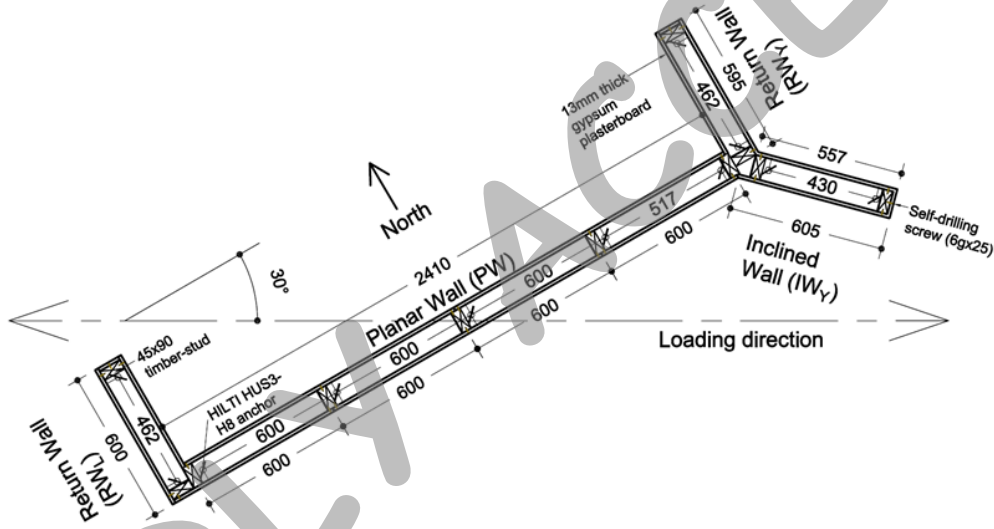 Return Wall
(RWY)
595
462
13mm thick
gypsum
plasterboard
557
430
605
Self-drilling
screw (6gx25)
Inclined
Wall (IWY)
North
517
600
2410
Planar Wall (PW)
600
600
30°
Loading direction
45x90
timber-stud
600
600
HILTI HUS3-
H8 anchor
462
600
600
600
Return Wall
(RWL)
LY ACC